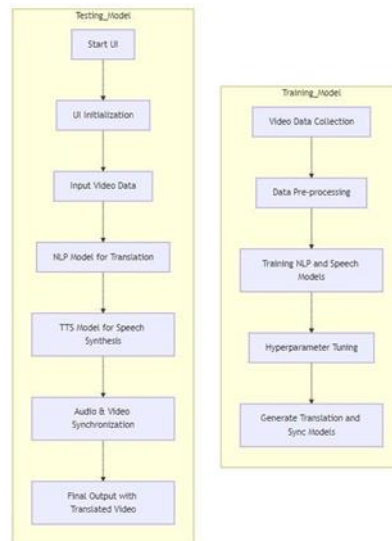 Testing_Model
Start UI
UI Initialization
Input Video Data
NLP Model for Translation
TTS Model for Speech
Synthesis
Audio & Video
Synchronization
Final Output with
Translated Video
Training_Model
Video Data Collection
Data Pre-processing
Training NLP and Speech
Models
Hyperparameter Tuning
Generate Translation and
Sync Models